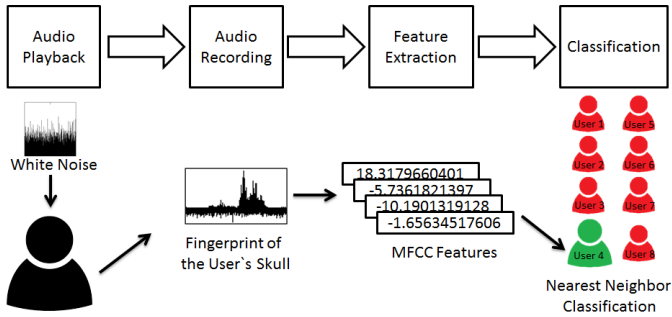 Audio
Playback
Audio
Recording
Feature
Extraction
Classification
White Noise
Fingerprint of
the User`s Skull
18.3179660401
-5.7361821397
-10.1901319128
-1.65634517606
MFCC Features
User 1
User 5
User 2
User 6
User 3
User 7
User 4
User 8
Nearest Neighbor
Classification